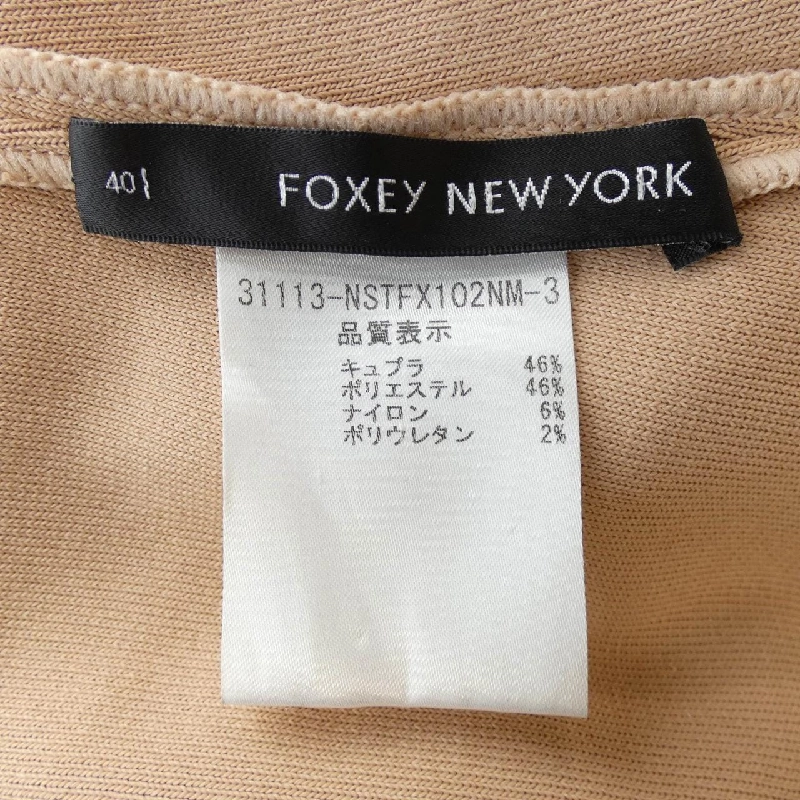 40
FOXEY NEW YORK
31113-NSTFX102NM-3
品質表示
キュプラ 46%
ポリエステル 46%
ナイロン 6%
ポリウレタン 2%